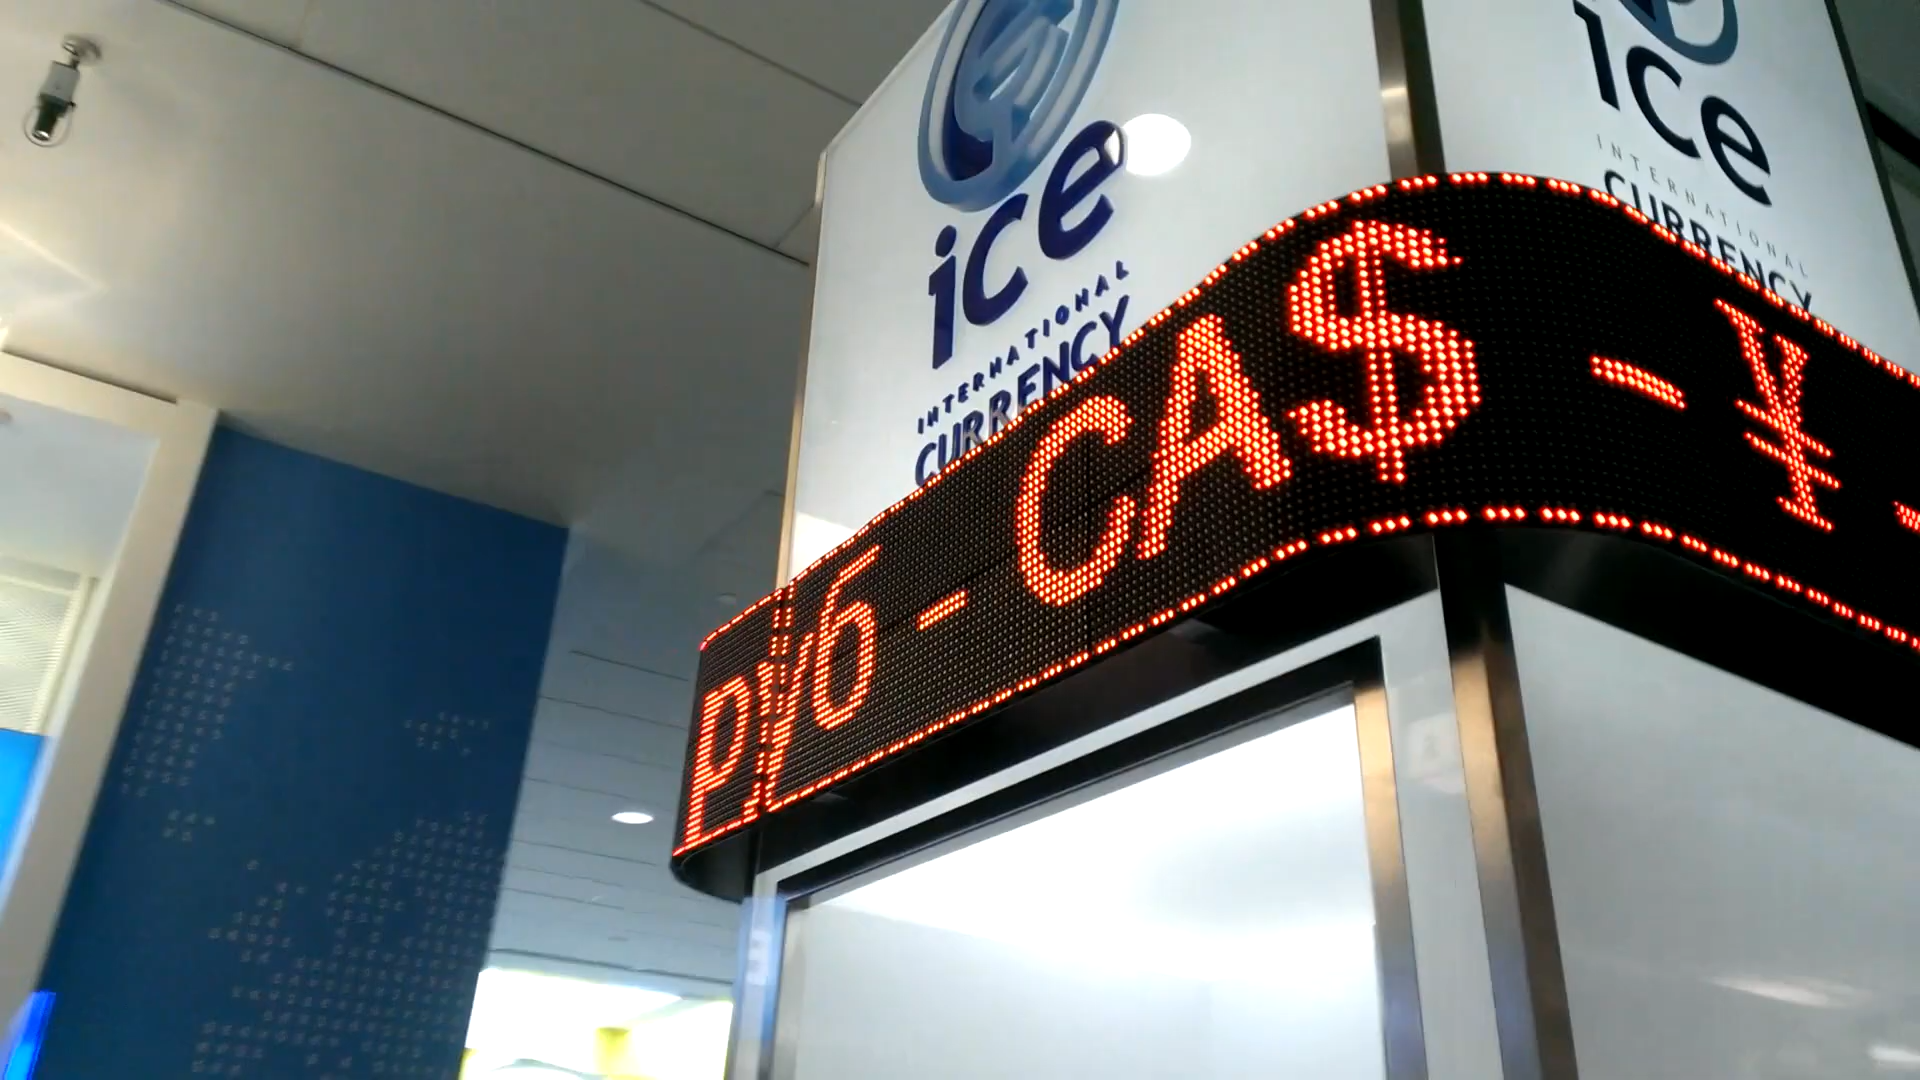 ice
INTERNATIONAL
CURRENCY
ice
INTERNATIONAL
CURRENCY
- CA$ - ¥ -